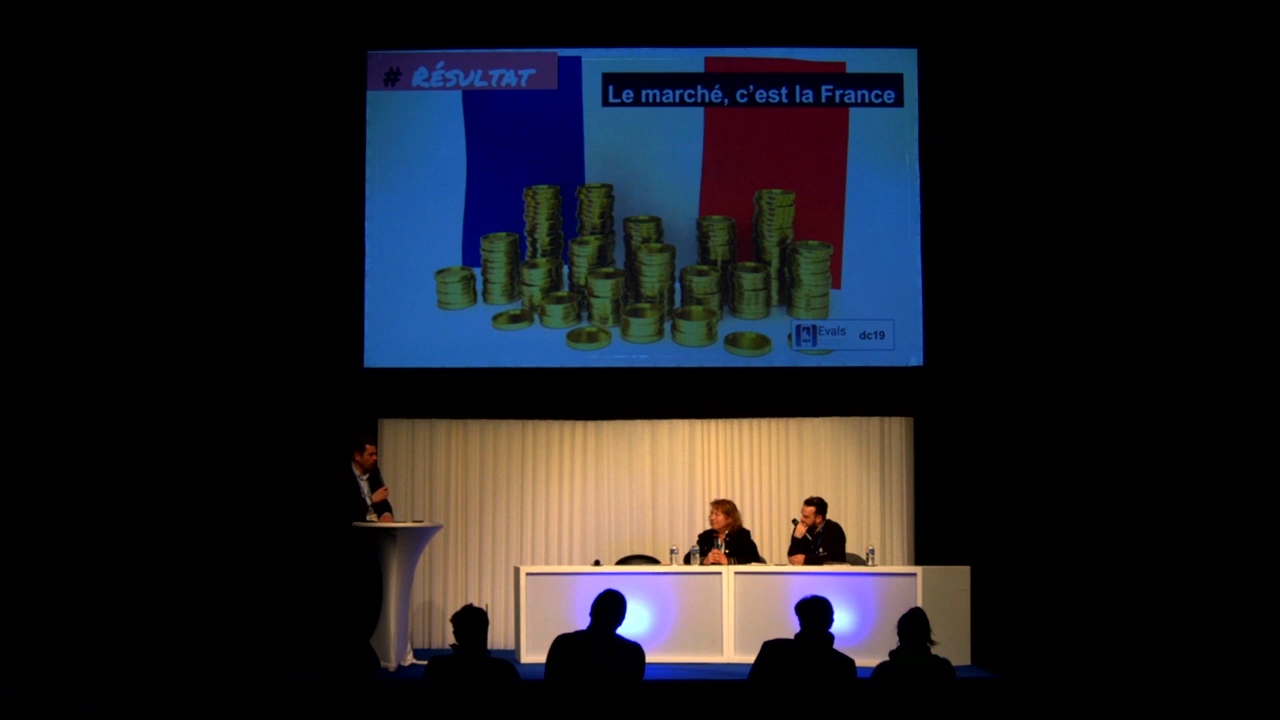 # RÉSULTAT
Le marché, c'est la France
Evals
dc19